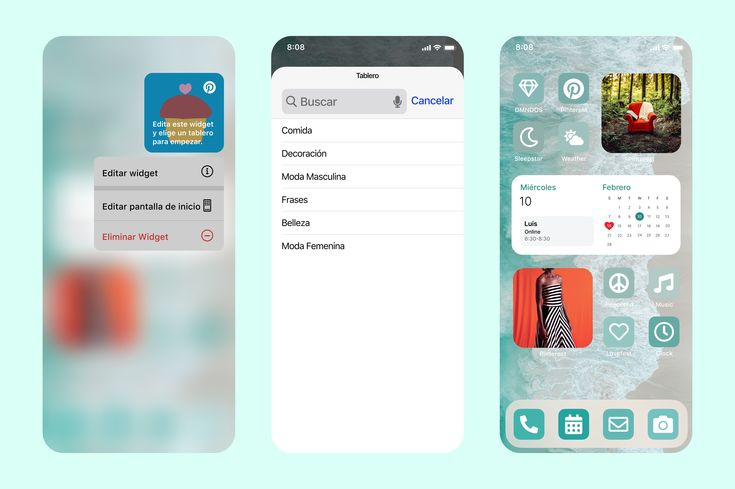 Edita este widget
y elige un tablero
para empezar.
Editar widget
Editar pantalla de inicio
Eliminar Widget
8:08
Tablero
Buscar
Cancelar
Comida
Decoración
Moda Masculina
Frases
Belleza
Moda Femenina
8:08
DMNDDS
Pinterest
Sleepstar
Weather
Pinterest
Miércoles
10
Luis
Online
6:30-8:30
Febrero
S M T W T F S
1 2 3 4 5 6
7 8 9 10 11 12 13
14 15 16 17 18 19 20
21 22 23 24 25 26 27
28
Music
Pinterest
Lovefest
Clock